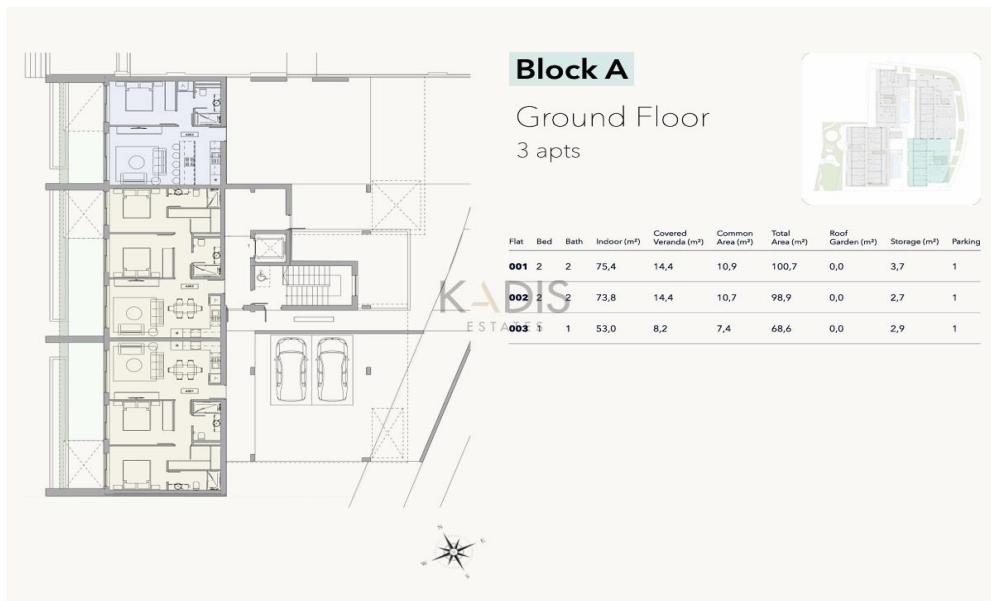 Block A
Ground Floor
3 apts
Flat Bed Bath Indoor (m²) Covered Veranda (m²) Common Area (m²) Total Area (m²) Roof Garden (m²) Storage (m²) Parking
001 2 2 75,4 14,4 10,9 100,7 0,0 3,7 1
002 2 2 73,8 14,4 10,7 98,9 0,0 2,7 1
003 1 1 53,0 8,2 7,4 68,6 0,0 2,9 1
KADIS
ESTATES
N
E
S